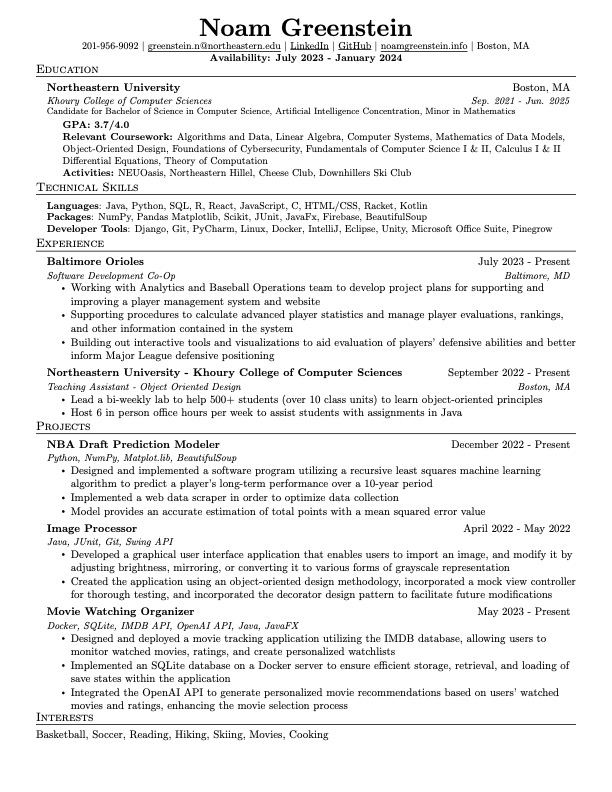 Noam Greenstein
201-956-9092 | greenstein.n@northeastern.edu | LinkedIn | GitHub | noamgreenstein.info | Boston, MA
Availability: July 2023 - January 2024
Education
Northeastern University Boston, MA
Khoury College of Computer Sciences Sep. 2021 - Jun. 2025
Candidate for Bachelor of Science in Computer Science, Artificial Intelligence Concentration, Minor in Mathematics
GPA: 3.7/4.0
Relevant Coursework: Algorithms and Data, Linear Algebra, Computer Systems, Mathematics of Data Models,
Object-Oriented Design, Foundations of Cybersecurity, Fundamentals of Computer Science I & II, Calculus I & II
Differential Equations, Theory of Computation
Activities: NEUOasis, Northeastern Hillel, Cheese Club, Downhillers Ski Club
Technical Skills
Languages: Java, Python, SQL, R, React, JavaScript, C, HTML/CSS, Racket, Kotlin
Packages: NumPy, Pandas Matplotlib, Scikit, JUnit, JavaFx, Firebase, BeautifulSoup
Developer Tools: Django, Git, PyCharm, Linux, Docker, IntelliJ, Eclipse, Unity, Microsoft Office Suite, Pinegrow
Experience
Baltimore Orioles July 2023 - Present
Software Development Co-Op Baltimore, MD
• Working with Analytics and Baseball Operations team to develop project plans for supporting and
improving a player management system and website
• Supporting procedures to calculate advanced player statistics and manage player evaluations, rankings,
and other information contained in the system
• Building out interactive tools and visualizations to aid evaluation of players' defensive abilities and better
inform Major League defensive positioning
Northeastern University - Khoury College of Computer Sciences September 2022 - Present
Teaching Assistant - Object Oriented Design Boston, MA
• Lead a bi-weekly lab to help 500+ students (over 10 class units) to learn object-oriented principles
• Host 6 in person office hours per week to assist students with assignments in Java
Projects
NBA Draft Prediction Modeler December 2022 - Present
Python, NumPy, Matplot.lib, BeautifulSoup
• Designed and implemented a software program utilizing a recursive least squares machine learning
algorithm to predict a player's long-term performance over a 10-year period
• Implemented a web data scraper in order to optimize data collection
• Model provides an accurate estimation of total points with a mean squared error value
Image Processor April 2022 - May 2022
Java, JUnit, Git, Swing API
• Developed a graphical user interface application that enables users to import an image, and modify it by
adjusting brightness, mirroring, or converting it to various forms of grayscale representation
• Created the application using an object-oriented design methodology, incorporated a mock view controller
for thorough testing, and incorporated the decorator design pattern to facilitate future modifications
Movie Watching Organizer May 2023 - Present
Docker, SQLite, IMDB API, OpenAI API, Java, JavaFX
• Designed and deployed a movie tracking application utilizing the IMDB database, allowing users to
monitor watched movies, ratings, and create personalized watchlists
• Implemented an SQLite database on a Docker server to ensure efficient storage, retrieval, and loading of
save states within the application
• Integrated the OpenAI API to generate personalized movie recommendations based on users' watched
movies and ratings, enhancing the movie selection process
Interests
Basketball, Soccer, Reading, Hiking, Skiing, Movies, Cooking